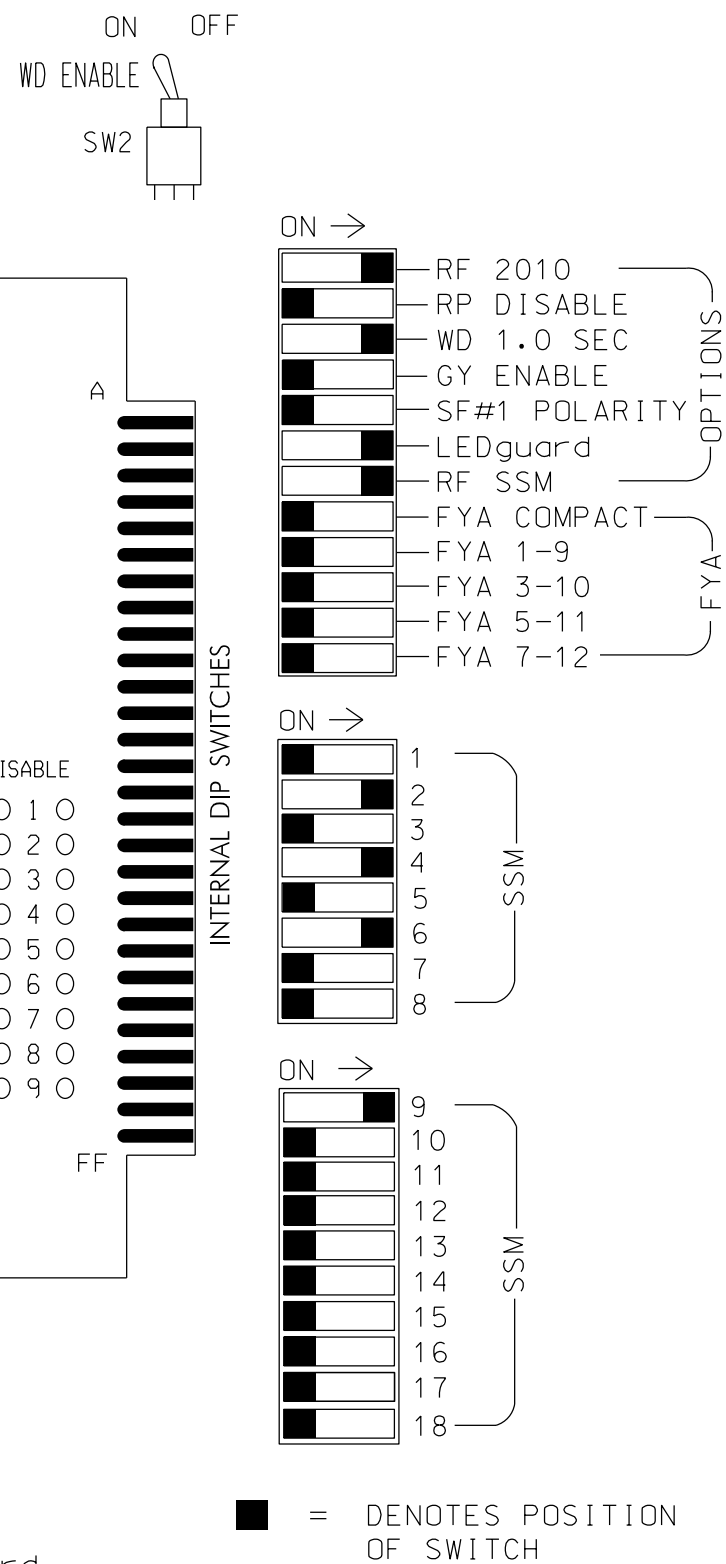 ON OFF
WD ENABLE
SW2
ON →
RF 2010
RP DISABLE
WD 1.0 SEC
GY ENABLE
SF#1 POLARITY
LEDguard
RF SSM
OPTIONS
FYA COMPACT
FYA 1-9
FYA 3-10
FYA 5-11
FYA 7-12
FYA
A
FF
INTERNAL DIP SWITCHES
ISABLE
1
2
3
4
5
6
7
8
9
ON →
1
2
3
4
5
6
7
8
SSM
ON →
9
10
11
12
13
14
15
16
17
18
SSM
= DENOTES POSITION
OF SWITCH